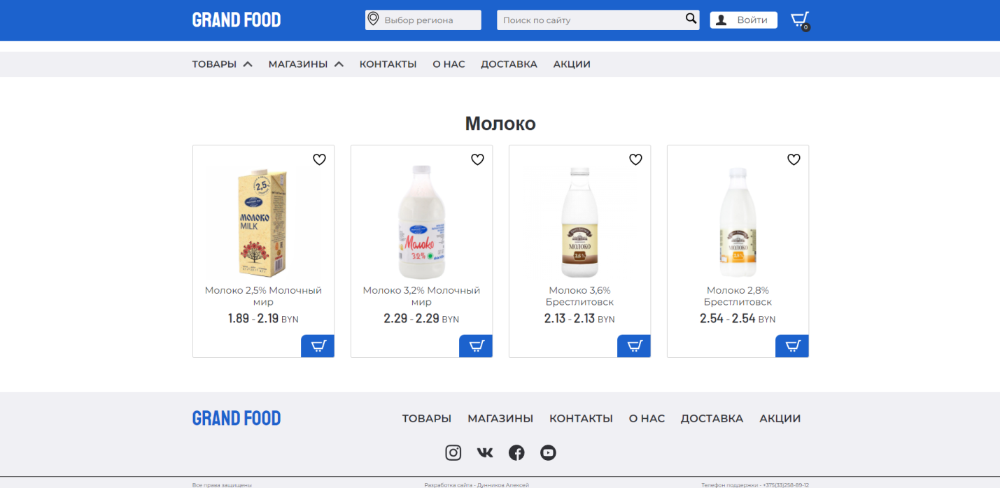 GRAND FOOD
Выбор региона
Поиск по сайту
Войти
0
ТОВАРЫ
МАГАЗИНЫ
КОНТАКТЫ
О НАС
ДОСТАВКА
АКЦИИ
Молоко
2,5
МОЛОКО
MILK
Молоко 2,5% Молочный
мир
1.89 - 2.19 BYN
Молоко
3,2%
Молоко 3,2% Молочный
мир
2.29 - 2.29 BYN
МОЛОКО
3,6%
Молоко 3,6%
Брестлитовск
2.13 - 2.13 BYN
МОЛОКО
2,8%
Молоко 2,8%
Брестлитовск
2.54 - 2.54 BYN
GRAND FOOD
ТОВАРЫ
МАГАЗИНЫ
КОНТАКТЫ
О НАС
ДОСТАВКА
АКЦИИ
Все права защищены
Разработка сайта - Дунников Алексей
Телефон поддержки - +375(33)258-89-12